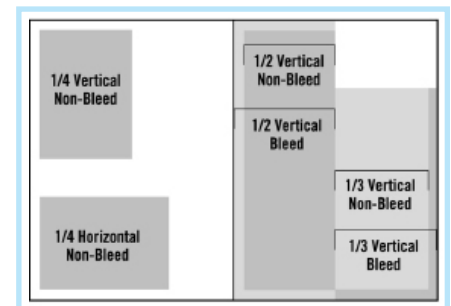 1/4 Vertical
Non-Bleed
1/4 Horizontal
Non-Bleed
1/2 Vertical
Non-Bleed
1/2 Vertical
Bleed
1/3 Vertical
Non-Bleed
1/3 Vertical
Bleed